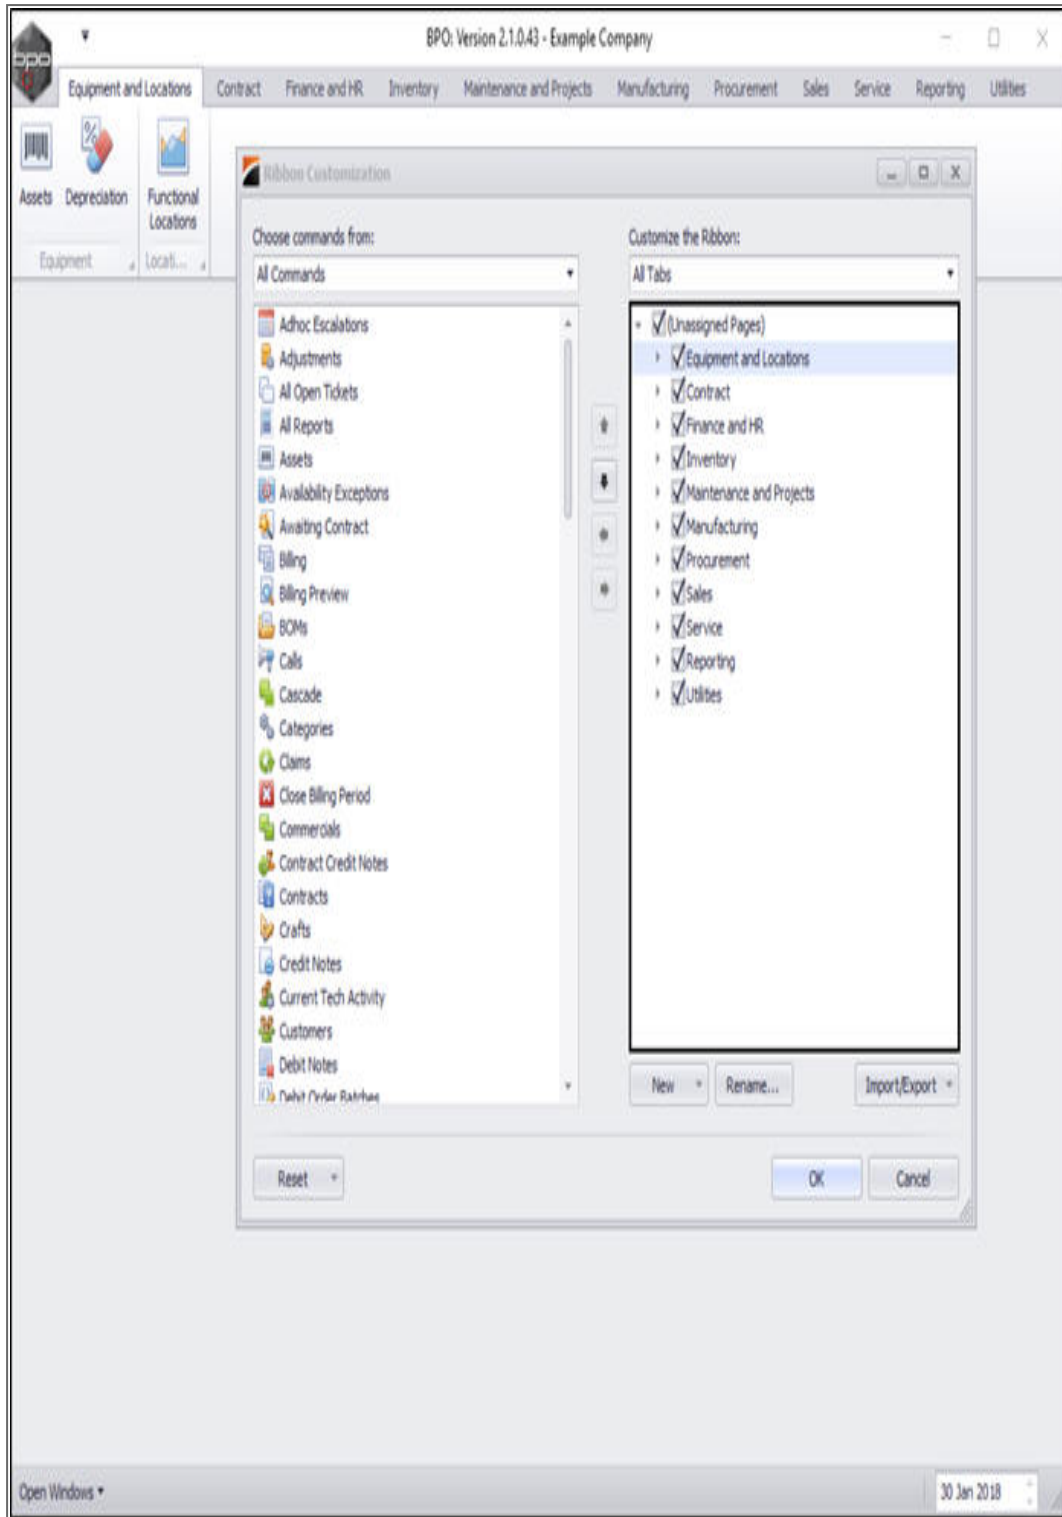 BPO: Version 2.1.0.43 - Example Company
bpo
Equipment and Locations Contract Finance and HR Inventory Maintenance and Projects Manufacturing Procurement Sales Service Reporting Utilities
Assets Depreciation Functional Locations
Equipment Locati...
Ribbon Customization
Choose commands from: Customize the Ribbon:
All Commands All Tabs
Adhoc Escalations
Adjustments
All Open Tickets
All Reports
Assets
Availability Exceptions
Awaiting Contract
Billing
Billing Preview
BOMs
Calls
Cascade
Categories
Claims
Close Billing Period
Commercials
Contract Credit Notes
Contracts
Crafts
Credit Notes
Current Tech Activity
Customers
Debit Notes
Debit Order Batches
(Unassigned Pages)
Equipment and Locations
Contract
Finance and HR
Inventory
Maintenance and Projects
Manufacturing
Procurement
Sales
Service
Reporting
Utilities
New Rename... Import/Export
Reset OK Cancel
Open Windows 30 Jan 2018